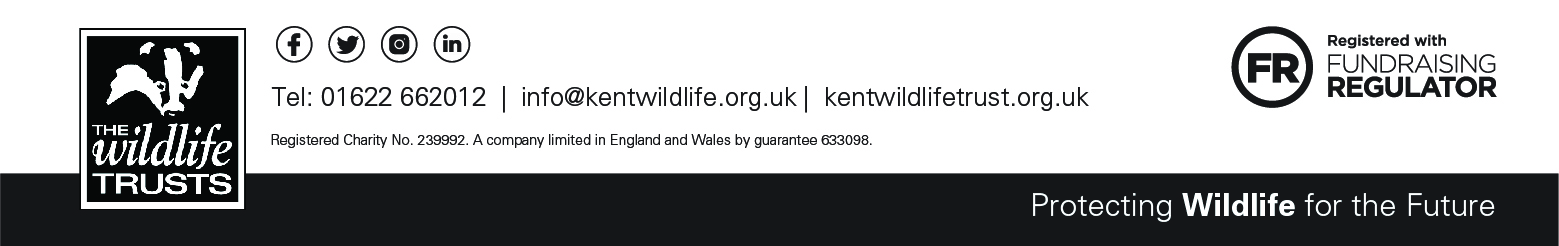 THE
wildlife
TRUSTS
Tel: 01622 662012 | info@kentwildlife.org.uk | kentwildlifetrust.org.uk
Registered Charity No. 239992. A company limited in England and Wales by guarantee 633098.
FR
Registered with
FUNDRAISING
REGULATOR
Protecting Wildlife for the Future